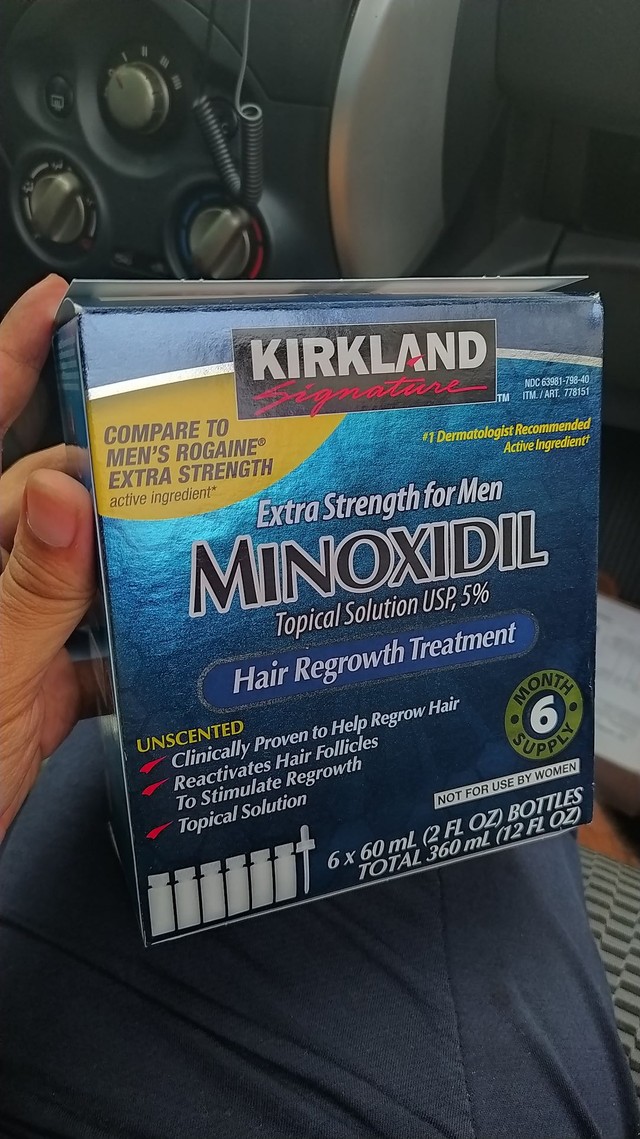 KIRKLAND
Signature™
NDC 63981-798-40
ITM. / ART. 778151
COMPARE TO
MEN'S ROGAINE®
EXTRA STRENGTH
active ingredient*
#1 Dermatologist Recommended
Active Ingredient†
Extra Strength for Men
MINOXIDIL
Topical Solution USP, 5%
Hair Regrowth Treatment
UNSCENTED
Clinically Proven to Help Regrow Hair
Reactivates Hair Follicles
To Stimulate Regrowth
Topical Solution
MONTH
6
SUPPLY
NOT FOR USE BY WOMEN
6 x 60 mL (2 FL OZ) BOTTLES
TOTAL 360 mL (12 FL OZ)